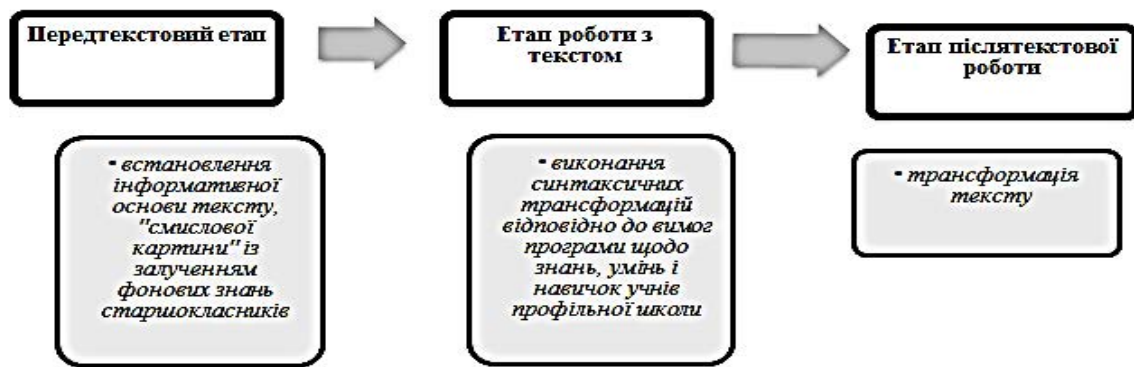 Передтекстовий етап
Етап роботи з
текстом
Етап післятекстової
роботи
• встановлення
інформативної
основи тексту,
"смислової
картини" із
залученням
фонових знань
старшокласників
• виконання
синтаксичних
трансформацій
відповідно до вимог
програми щодо
знань, умінь і
навичок учнів
профільної школи
• трансформація
тексту